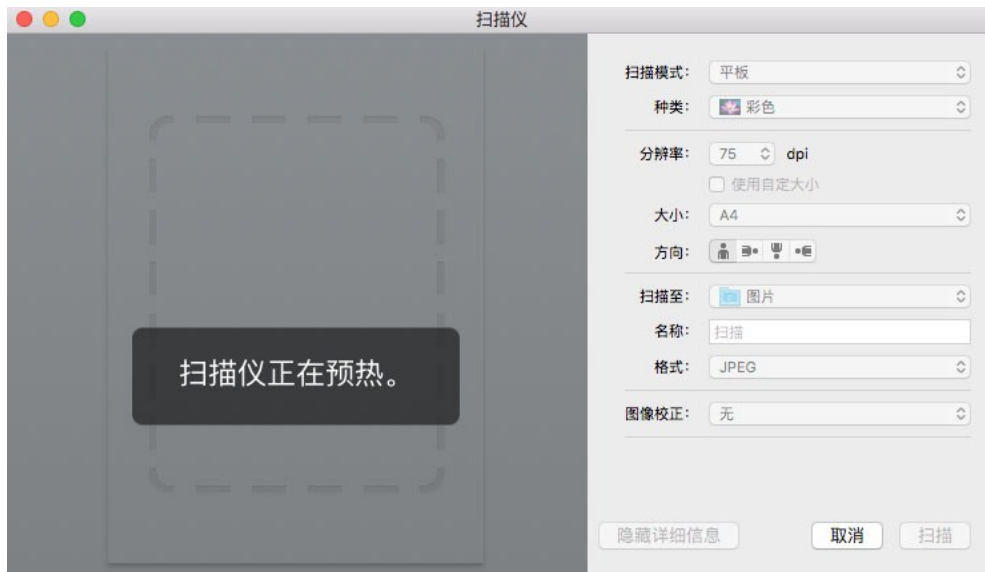 扫描仪
扫描模式： 平板
种类： 彩色
分辨率： 75 dpi
使用自定大小
大小： A4
方向：
扫描至： 图片
名称： 扫描
格式： JPEG
图像校正： 无
扫描仪正在预热。
隐藏详细信息 取消 扫描